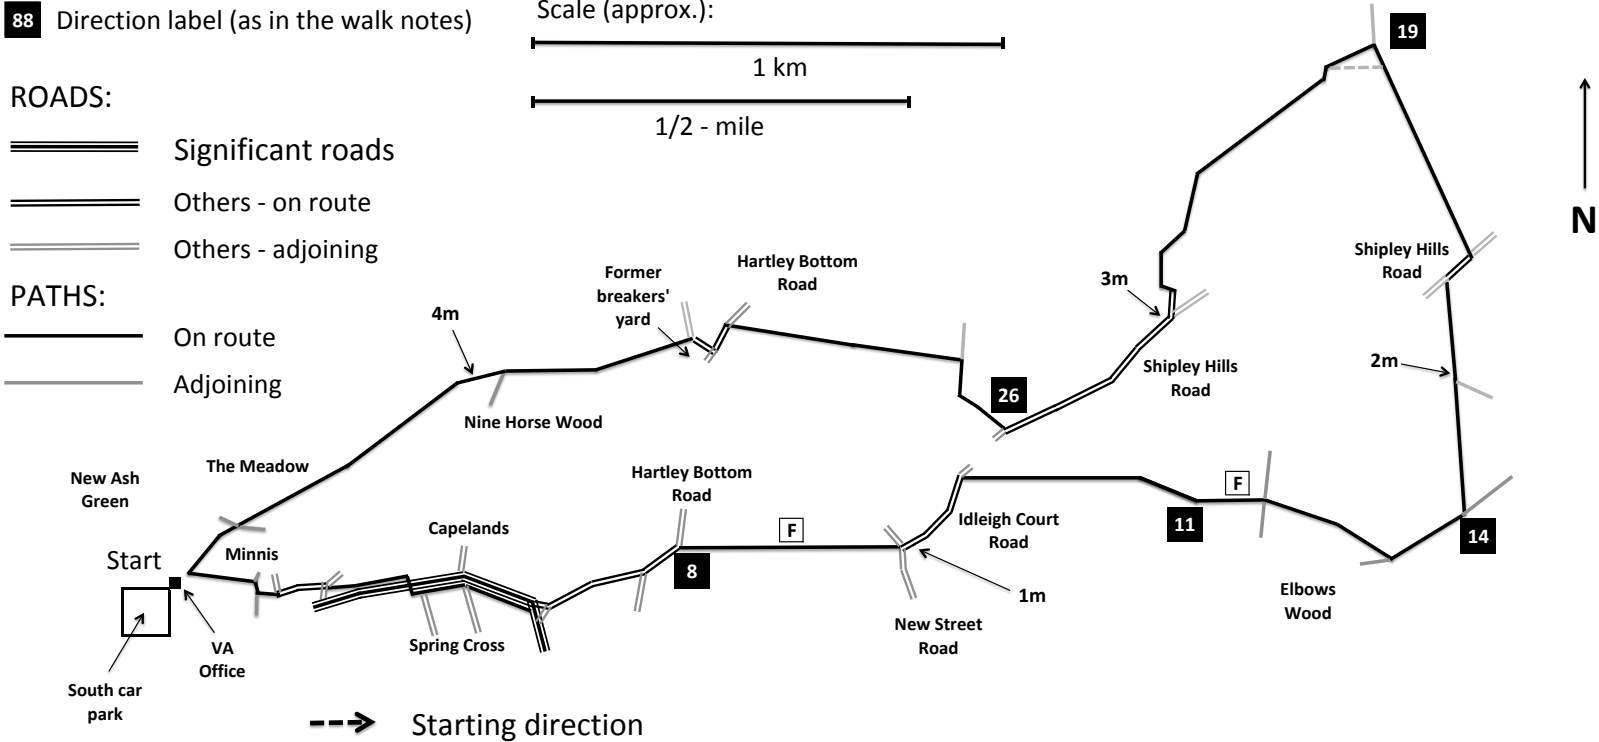 88 Direction label (as in the walk notes)
Scale (approx.):
1 km
1/2 - mile
ROADS:
Significant roads
Others - on route
Others - adjoining
PATHS:
On route
Adjoining
19
N
Shipley Hills
Road
2m
3m
Shipley Hills
Road
Hartley Bottom
Road
Former
breakers'
yard
4m
Nine Horse Wood
26
The Meadow
New Ash
Green
Start
Minnis
Capelands
Hartley Bottom
Road
F
8
Idleigh Court
Road
11
F
14
Elbows
Wood
1m
New Street
Road
Spring Cross
VA
Office
South car
park
Starting direction